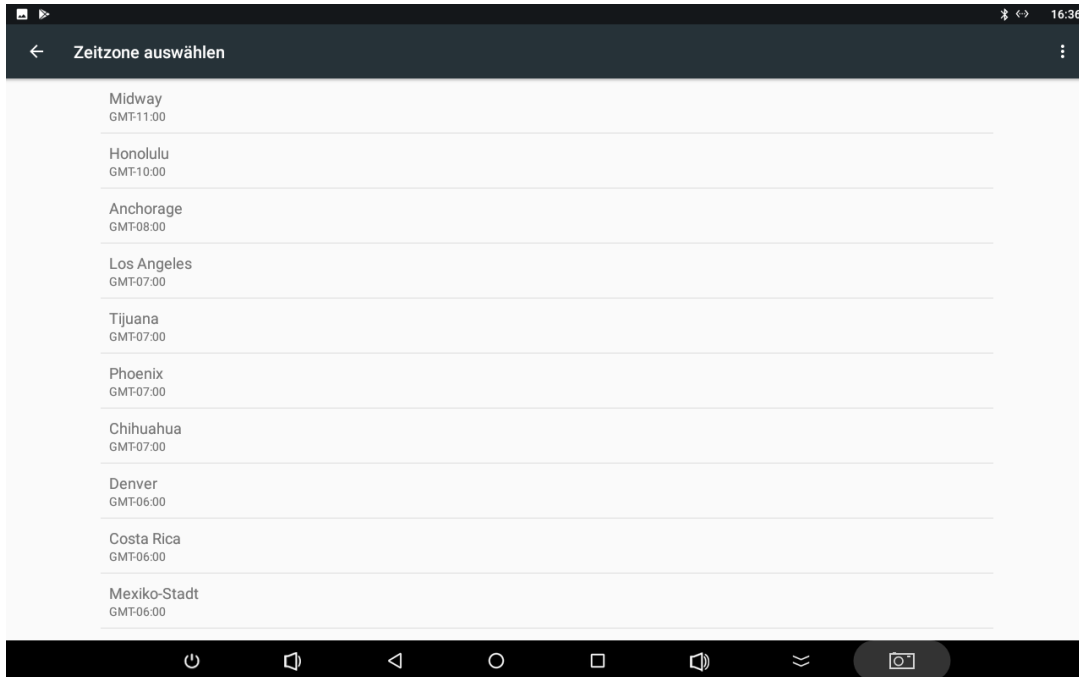 16:36
Zeitzone auswählen
Midway
GMT-11:00
Honolulu
GMT-10:00
Anchorage
GMT-08:00
Los Angeles
GMT-07:00
Tijuana
GMT-07:00
Phoenix
GMT-07:00
Chihuahua
GMT-07:00
Denver
GMT-06:00
Costa Rica
GMT-06:00
Mexiko-Stadt
GMT-06:00